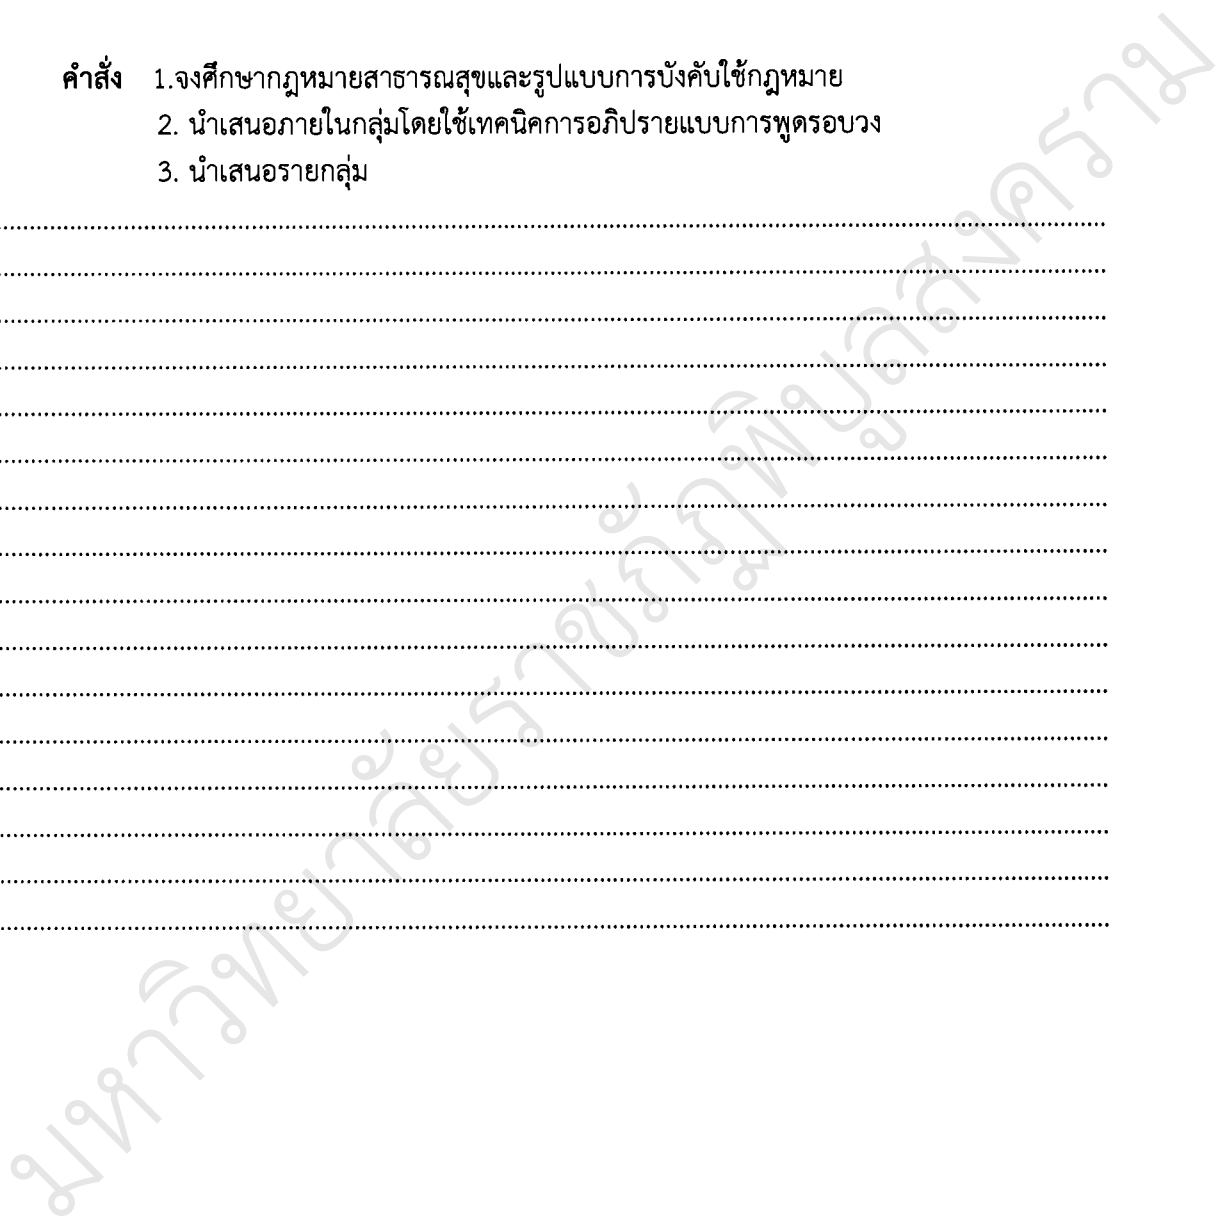 คำสั่ง 1.จงศึกษากฎหมายสาธารณสุขและรูปแบบการบังคับใช้กฎหมาย
2. นำเสนอภายในกลุ่มโดยใช้เทคนิคการอภิปรายแบบการพูดรอบวง
3. นำเสนอรายกลุ่ม
มหาวิทยาลัยราชภัฏพิบูลสงคราม